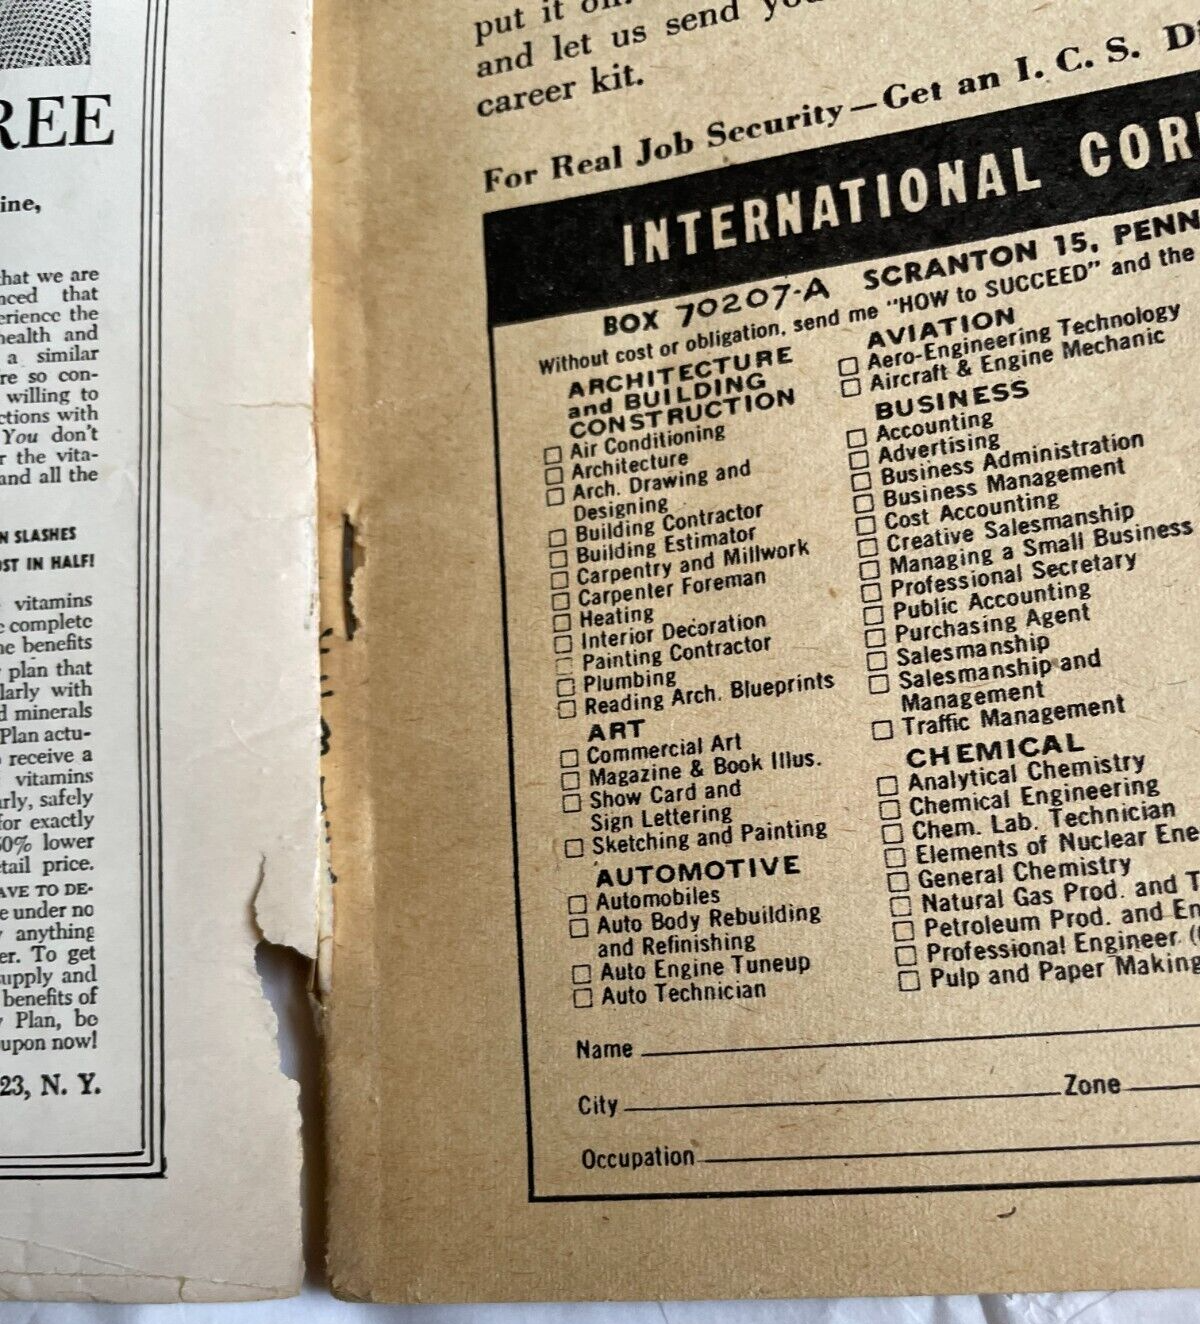 REE
ine,
hat we are
nced that
erience the
health and
a similar
re so con-
willing to
ctions with
You don't
r the vita-
and all the
N SLASHES
OST IN HALF!
vitamins
complete
ne benefits
plan that
larly with
d minerals
Plan actu-
receive a
vitamins
arly, safely
for exactly
50% lower
tail price.
AVE TO DE-
e under no
anything
er. To get
supply and
benefits of
Plan, be
upon now!
23, N. Y.
put it off.
and let us send you
career kit.
For Real Job Security—Get an I. C. S. Di
INTERNATIONAL COR
BOX 70207-A SCRANTON 15, PENN
Without cost or obligation, send me "HOW to SUCCEED" and the
ARCHITECTURE
and BUILDING
CONSTRUCTION
Air Conditioning
Architecture
Arch. Drawing and
Designing
Building Contractor
Building Estimator
Carpentry and Millwork
Carpenter Foreman
Heating
Interior Decoration
Painting Contractor
Plumbing
Reading Arch. Blueprints
ART
Commercial Art
Magazine & Book Illus.
Show Card and
Sign Lettering
Sketching and Painting
AUTOMOTIVE
Automobiles
Auto Body Rebuilding
and Refinishing
Auto Engine Tuneup
Auto Technician
AVIATION
Aero-Engineering Technology
Aircraft & Engine Mechanic
BUSINESS
Accounting
Advertising
Business Administration
Business Management
Cost Accounting
Creative Salesmanship
Managing a Small Business
Professional Secretary
Public Accounting
Purchasing Agent
Salesmanship
Salesmanship and
Management
Traffic Management
CHEMICAL
Analytical Chemistry
Chemical Engineering
Chem. Lab. Technician
Elements of Nuclear Ene
General Chemistry
Natural Gas Prod. and T
Petroleum Prod. and En
Professional Engineer (
Pulp and Paper Making
Name
City Zone
Occupation